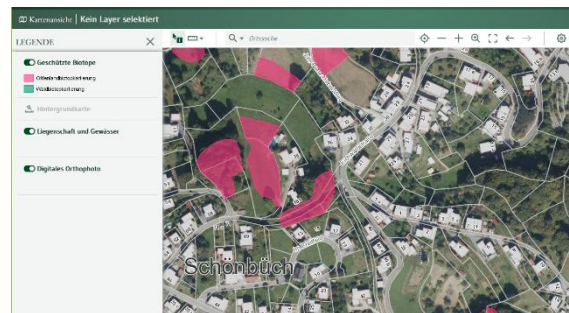 Kartenansicht | Kein Layer selektiert
LEGENDE
Ortssuche
Geschützte Biotope
Offenlandbiotopkartierung
Waldbiotopkartierung
Hintergrundkarte
Liegenschaft und Gewässer
Digitales Orthophoto
Schönbüch